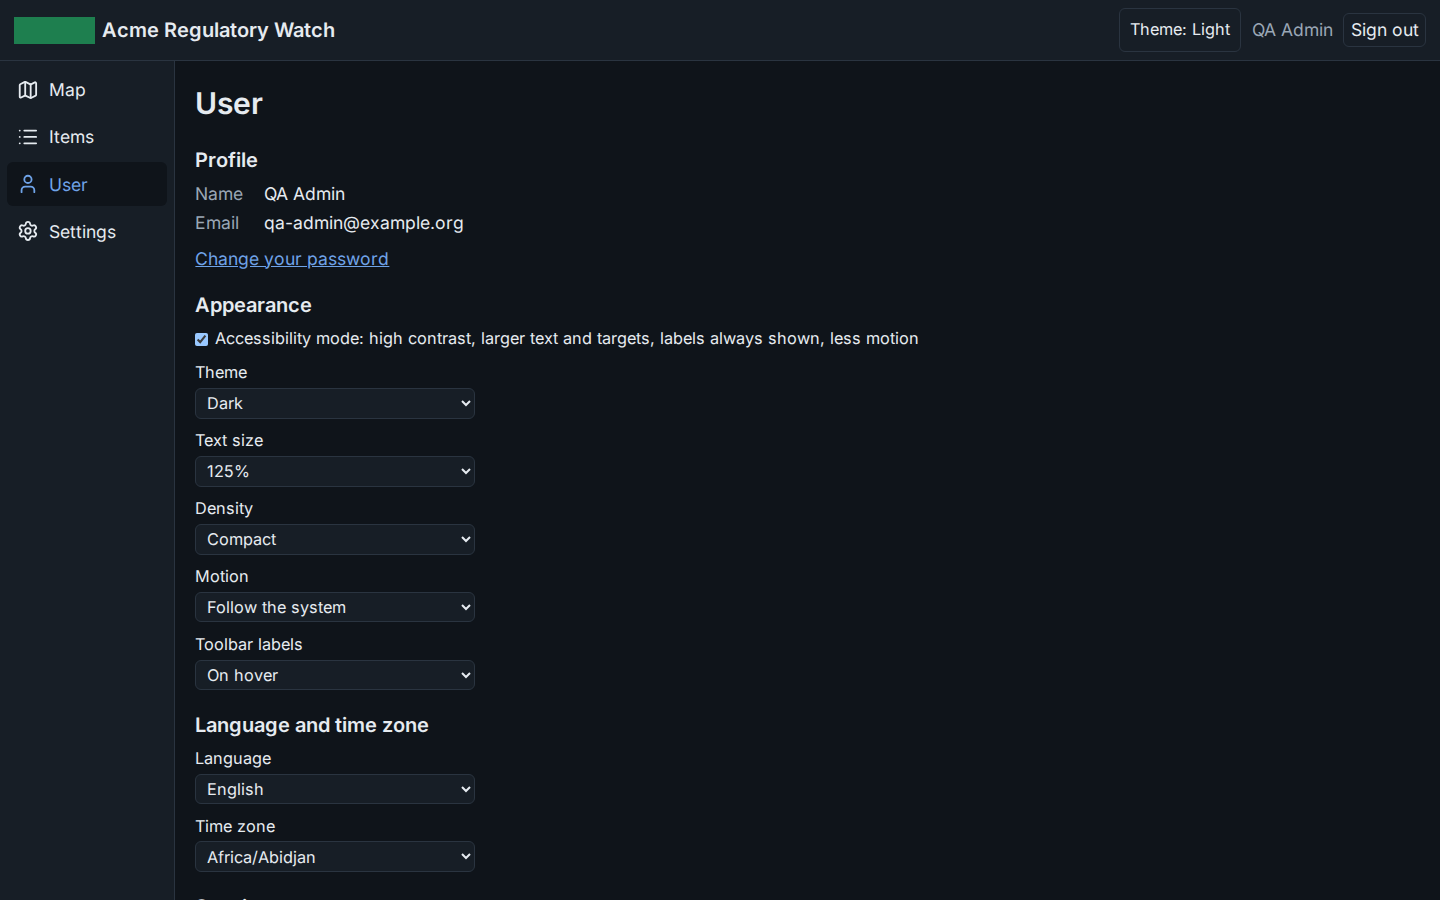 Acme Regulatory Watch
Theme: Light
QA Admin
Sign out
Map
Items
User
Settings
User
Profile
Name QA Admin
Email qa-admin@example.org
Change your password
Appearance
Accessibility mode: high contrast, larger text and targets, labels always shown, less motion
Theme
Dark
Text size
125%
Density
Compact
Motion
Follow the system
Toolbar labels
On hover
Language and time zone
Language
English
Time zone
Africa/Abidjan